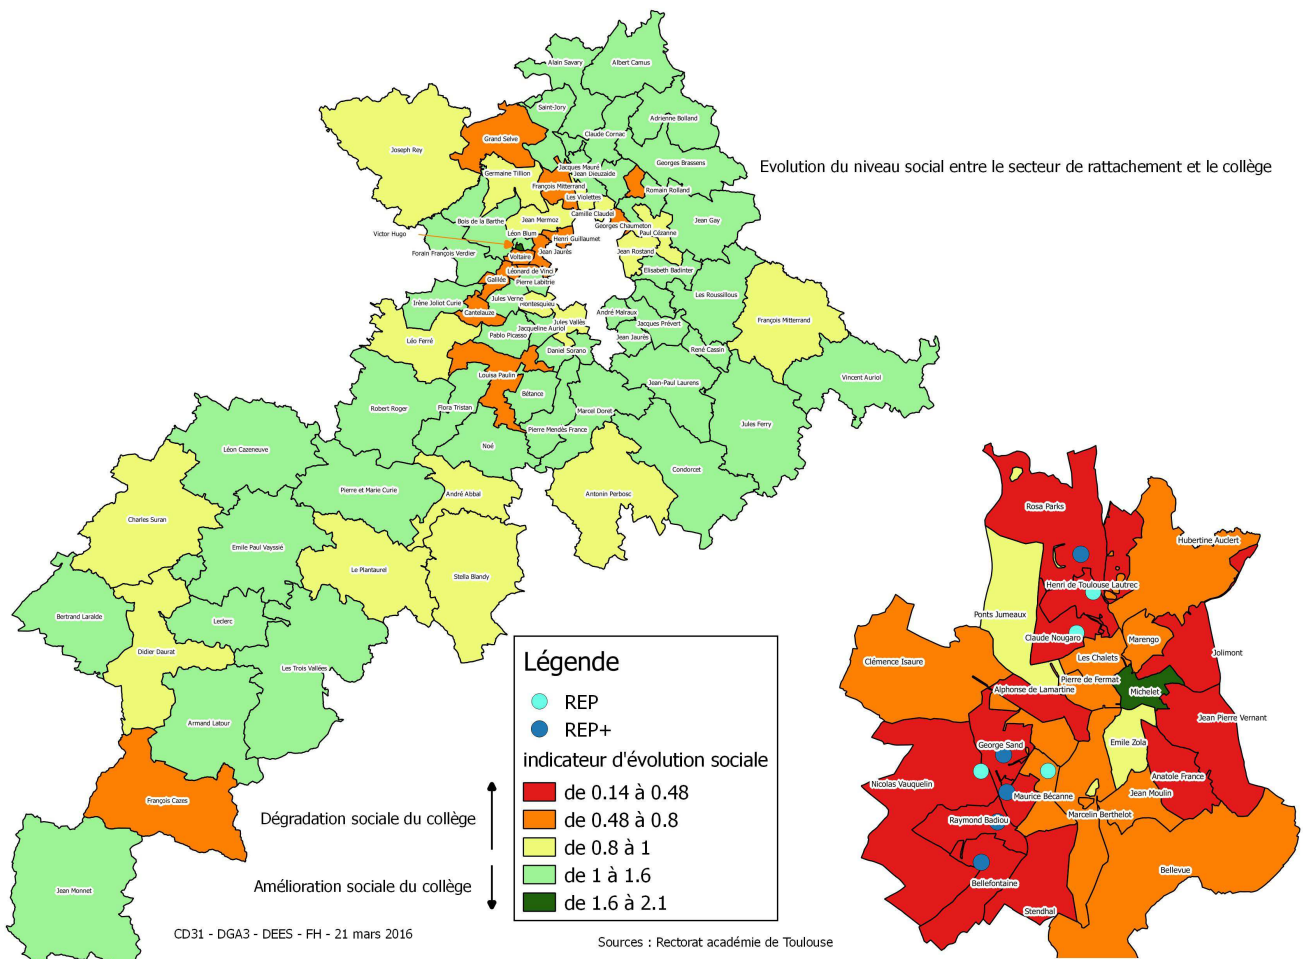 Alain Savary
Albert Camus
Saint-Jory
Adrienne Bolland
Claude Cornac
Grand Selve
Joseph Rey
Georges Brassens
Evolution du niveau social entre le secteur de rattachement et le collège
Jacques Mauré
Jean Dieuzaide
Germaine Tillion
François Mitterrand
Romain Rolland
Les Violettes
Camille Claudel
Bois de la Barthe
Jean Mermoz
Jean Gay
Georges Chaumeton
Victor Hugo
Léon Blum
Paul Cézanne
Henri Guillaumet
Forain François Verdier
Jean Jaurès
Jean Rostand
Voltaire
Léonard de Vinci
Elisabeth Badinter
Galilée
Pierre Labitrie
Irène Joliot Curie
Jules Verne
Montesquieu
Les Roussillous
Cantelauze
André Malraux
François Mitterrand
Jules Vallès
Jacqueline Auriol
Jacques Prévert
Pablo Picasso
Jean Jaurès
Léo Ferré
Daniel Sorano
René Cassin
Louisa Paulin
Vincent Auriol
Jean-Paul Laurens
Bétance
Robert Roger
Flora Tristan
Marcel Doret
Jules Ferry
Pierre Mendès France
Léon Cazeneuve
Noé
Condorcet
Pierre et Marie Curie
André Abbal
Antonin Perbosc
Charles Suran
Emile Paul Vayssié
Le Plantaurel
Stella Blandy
Bertrand Laralde
Leclerc
Didier Daurat
Les Trois Vallées
Armand Latour
François Cazes
Jean Monnet
Rosa Parks
Hubertine Auclert
Henri de Toulouse Lautrec
Ponts Jumeaux
Claude Nougaro
Marengo
Jolimont
Clémence Isaure
Les Chalets
Pierre de Fermat
Alphonse de Lamartine
Michelet
Jean Pierre Vernant
George Sand
Emile Zola
Nicolas Vauquelin
Anatole France
Maurice Bécanne
Jean Moulin
Raymond Badiou
Marcelin Berthelot
Bellevue
Bellefontaine
Stendhal
Légende
REP
REP+
indicateur d'évolution sociale
de 0.14 à 0.48
de 0.48 à 0.8
de 0.8 à 1
de 1 à 1.6
de 1.6 à 2.1
Dégradation sociale du collège
Amélioration sociale du collège
CD31 - DGA3 - DEES - FH - 21 mars 2016
Sources : Rectorat académie de Toulouse